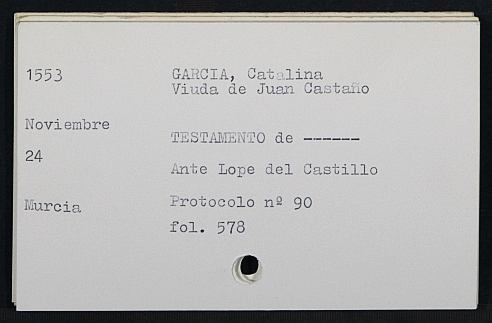 1553
GARCIA, Catalina
Viuda de Juan Castaño
Noviembre
TESTAMENTO de ------
24
Ante Lope del Castillo
Murcia
Protocolo nº 90
fol. 578